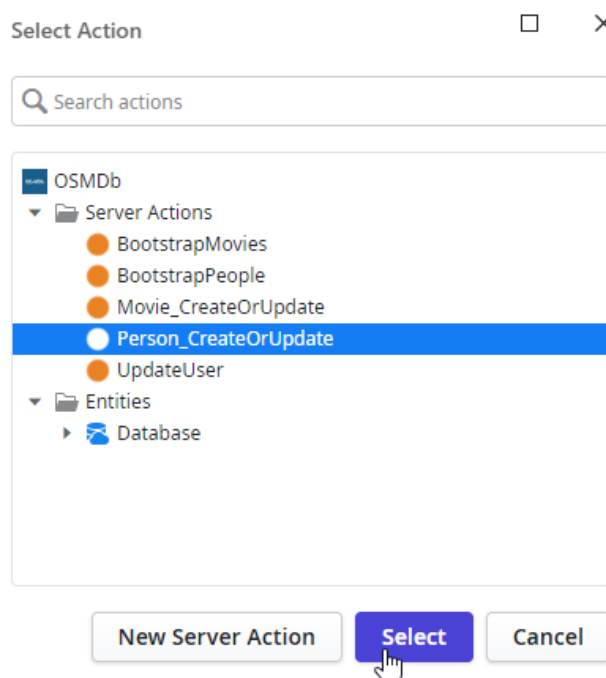 Select Action
Search actions
OSMDb
Server Actions
BootstrapMovies
BootstrapPeople
Movie_CreateOrUpdate
Person_CreateOrUpdate
UpdateUser
Entities
Database
New Server Action
Select
Cancel